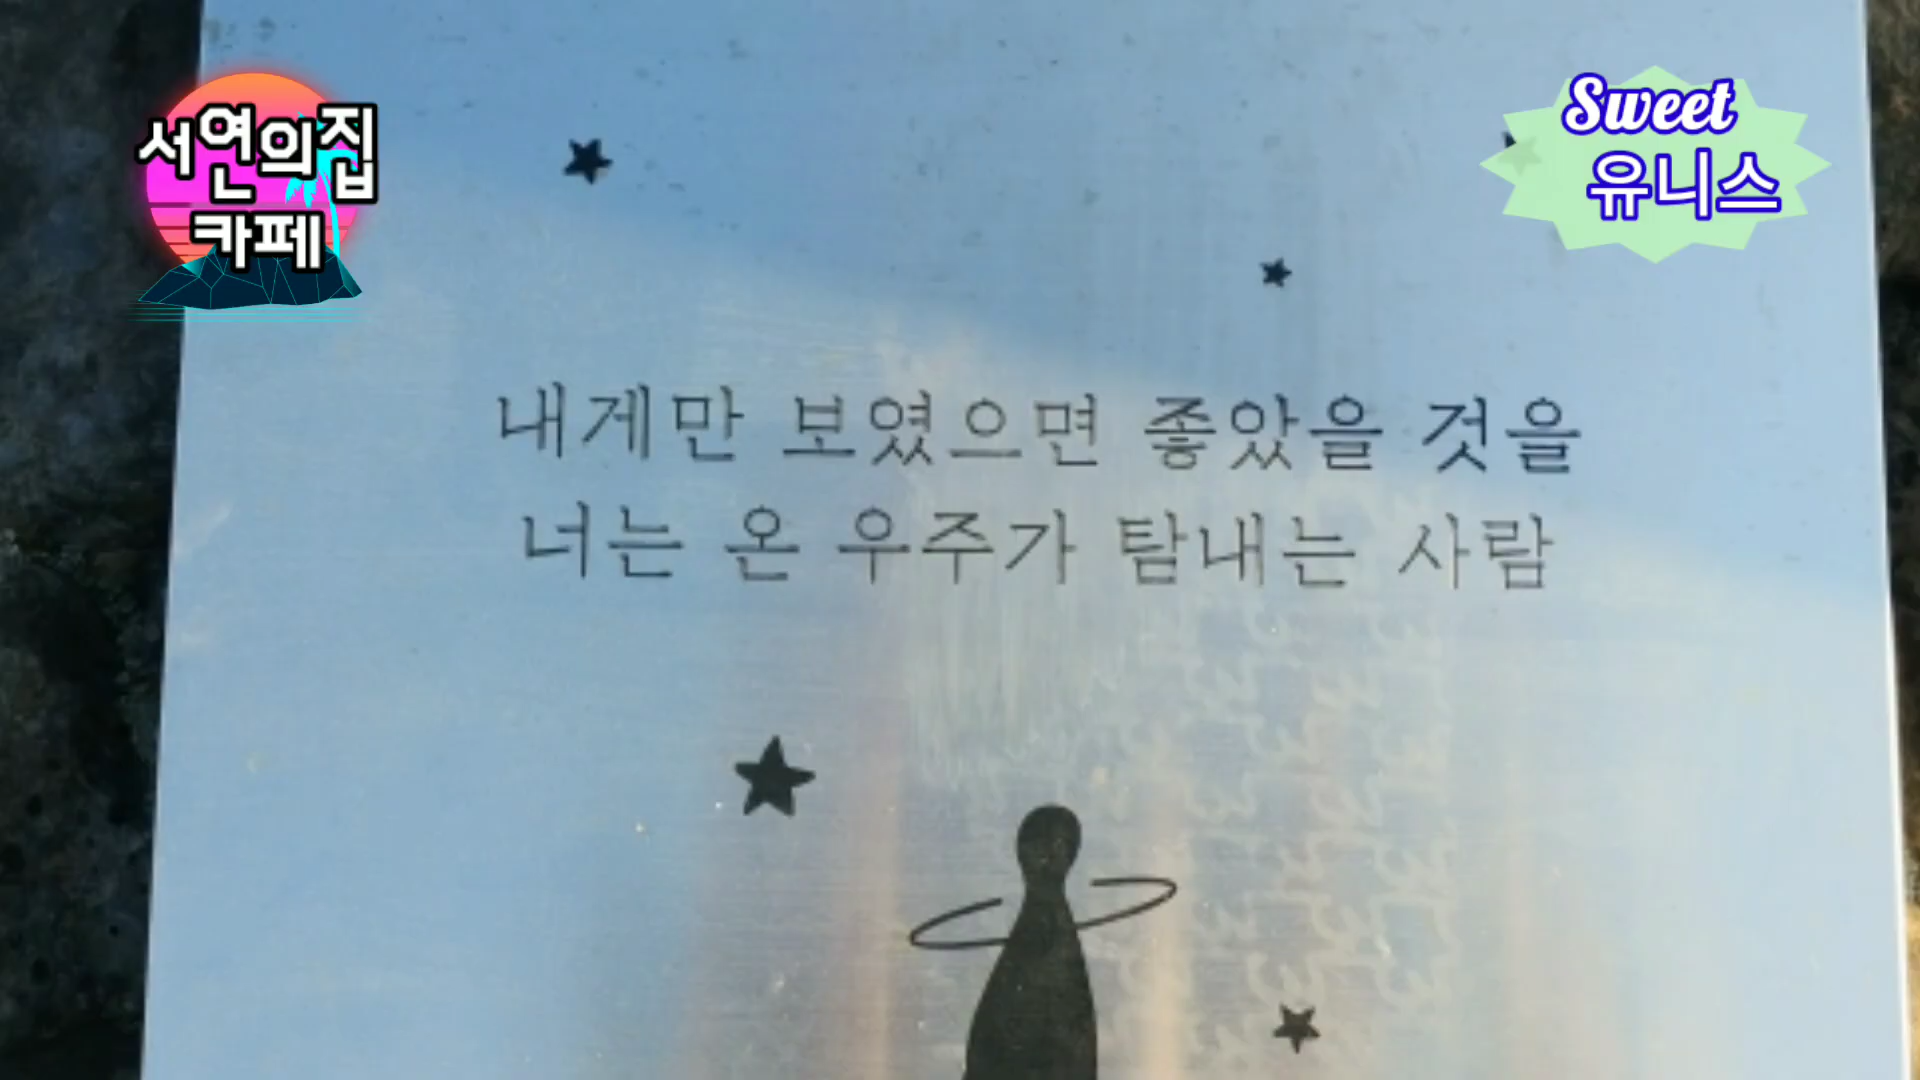 서연의집
카페
Sweet
유니스
내게만 보였으면 좋았을 것을
너는 온 우주가 탐내는 사람